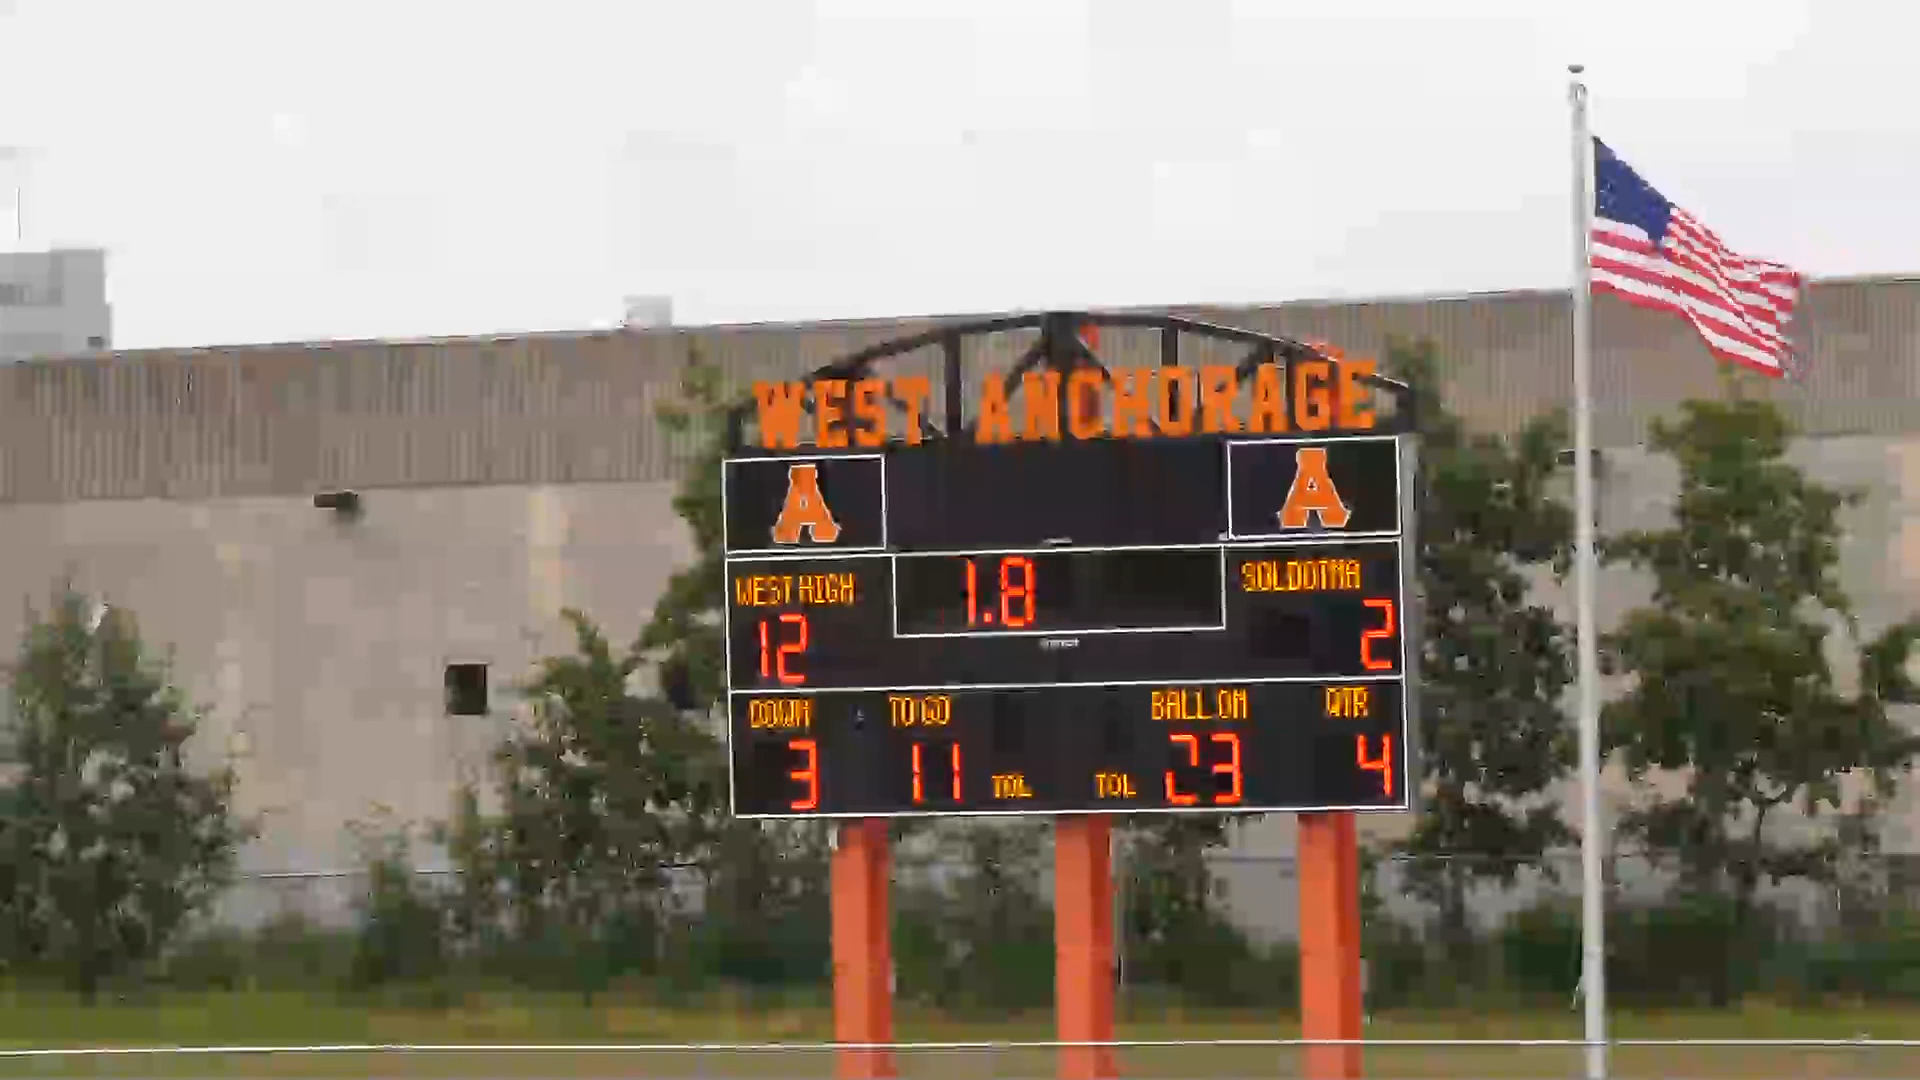 WEST ANCHORAGE
A A
WEST HIGH 1.8 SOLDOTNA
12 2
DOWN TO GO BALL ON QTR
3 11 TOL TOL 23 4